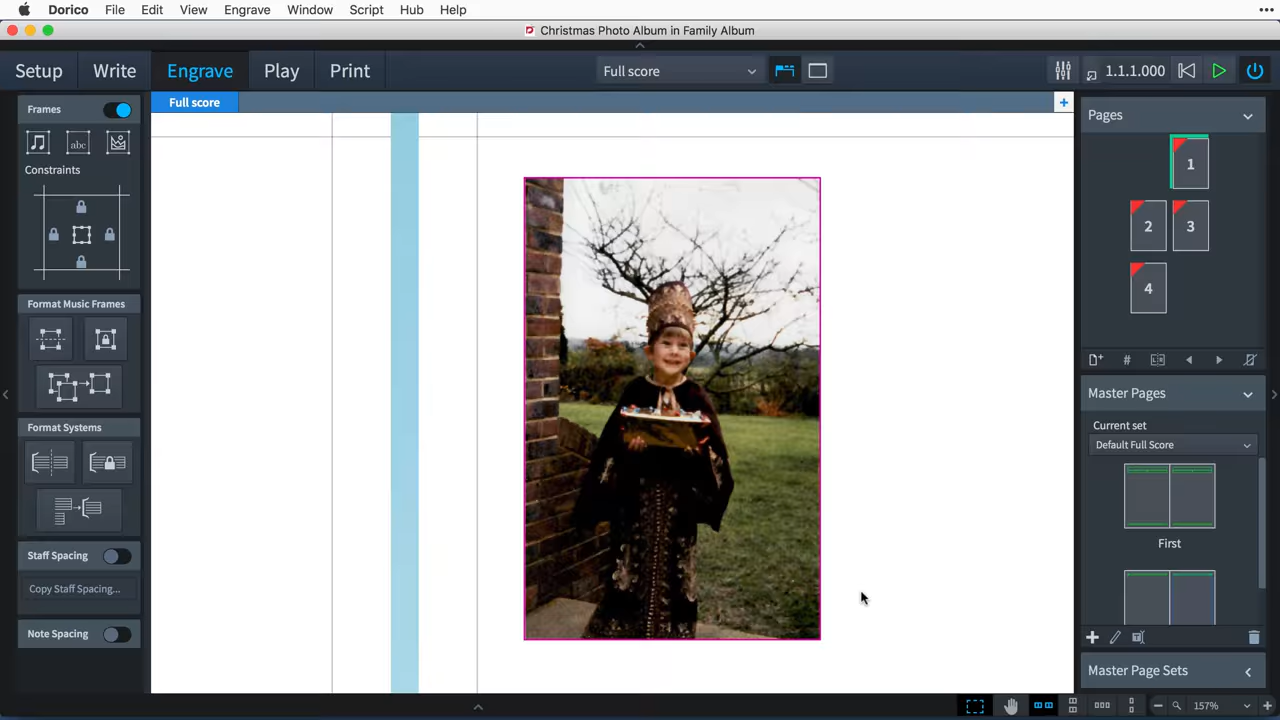 Dorico File Edit View Engrave Window Script Hub Help
Christmas Photo Album in Family Album
Setup Write Engrave Play Print Full score 1.1.1.000
Full score
Frames
abc
Constraints
Format Music Frames
Format Systems
Staff Spacing
Copy Staff Spacing...
Note Spacing
Pages
1
2 3
4
#
Master Pages
Current set
Default Full Score
First
Master Page Sets
157%